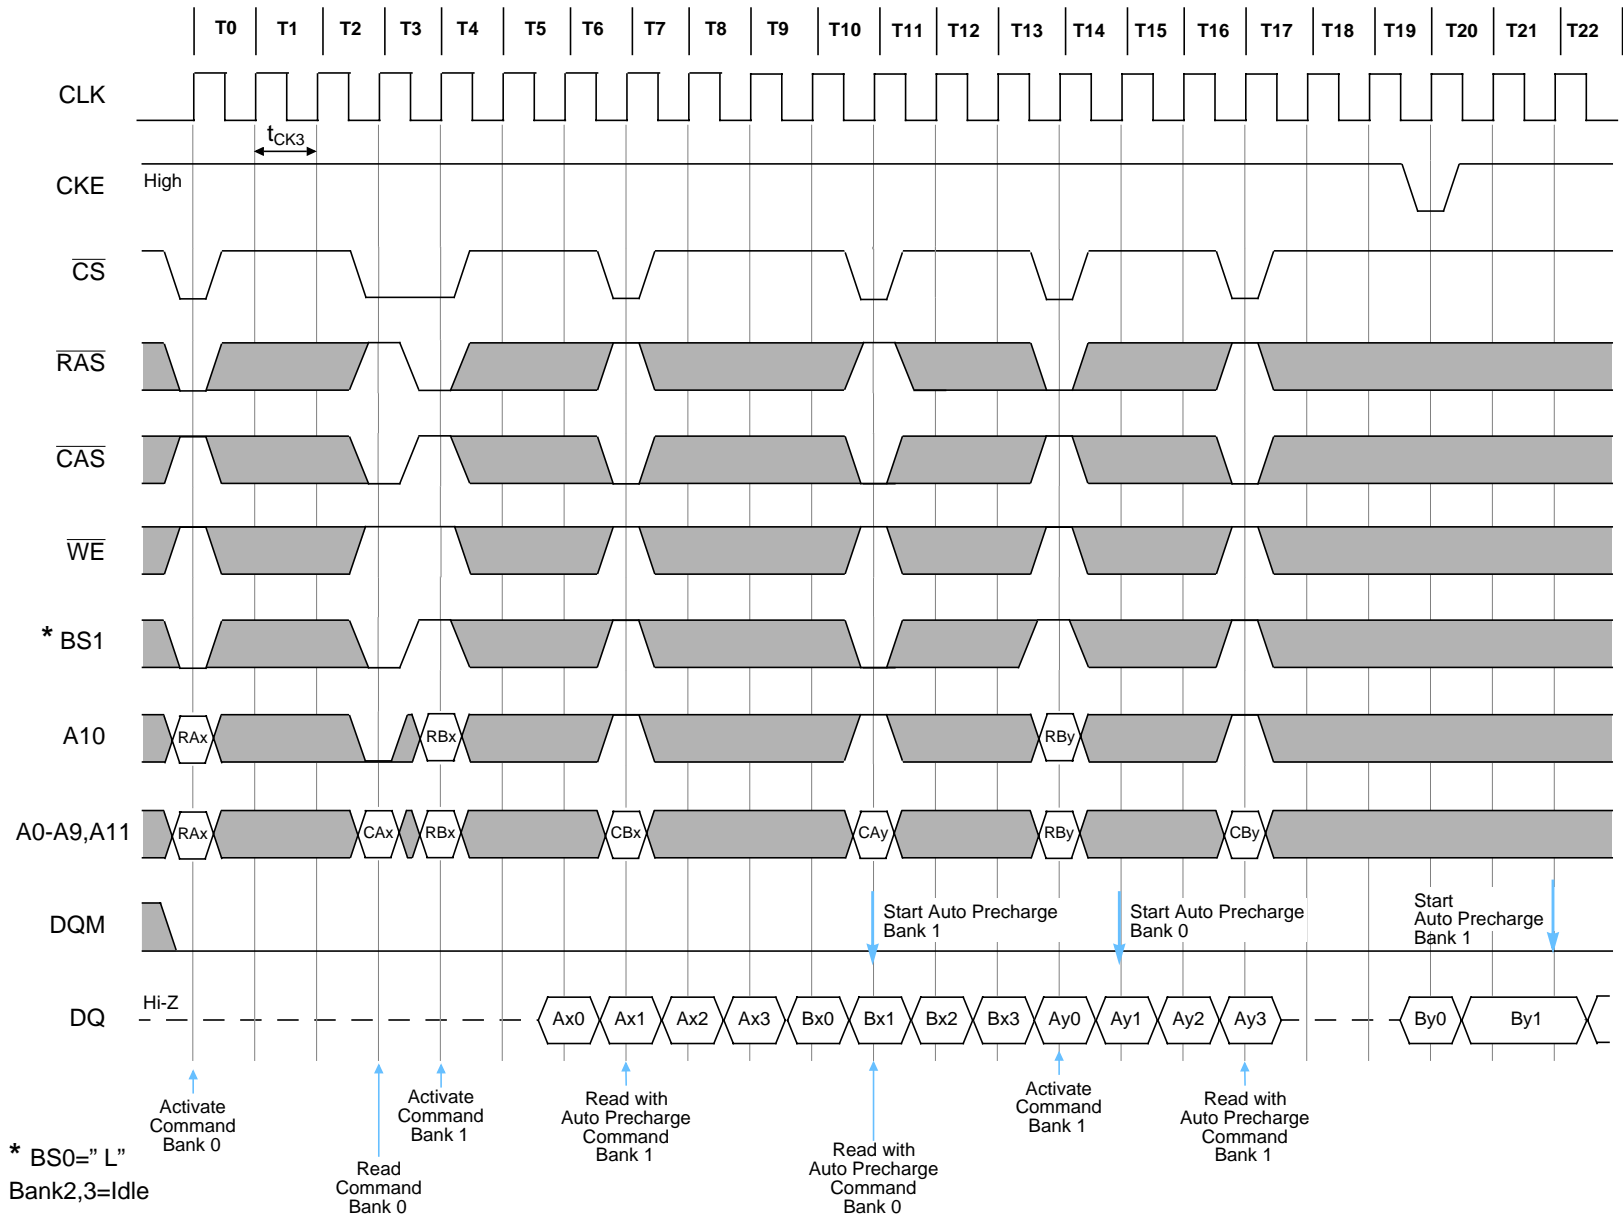 T0 T1 T2 T3 T4 T5 T6 T7 T8 T9 T10 T11 T12 T13 T14 T15 T16 T17 T18 T19 T20 T21 T22
CLK
tCK3
CKE
High
CS
RAS
CAS
WE
* BS1
A10
RAx RBx RBy
A0-A9,A11
RAx CAx RBx CBx CAy RBy CBy
DQM
Start Auto Precharge
Bank 1
Start Auto Precharge
Bank 0
Start
Auto Precharge
Bank 1
DQ
Hi-Z
Ax0 Ax1 Ax2 Ax3 Bx0 Bx1 Bx2 Bx3 Ay0 Ay1 Ay2 Ay3 By0 By1
Activate
Command
Bank 0
Read
Command
Bank 0
Activate
Command
Bank 1
Read with
Auto Precharge
Command
Bank 1
Read with
Auto Precharge
Command
Bank 0
Activate
Command
Bank 1
Read with
Auto Precharge
Command
Bank 1
* BS0=” L”
Bank2,3=Idle